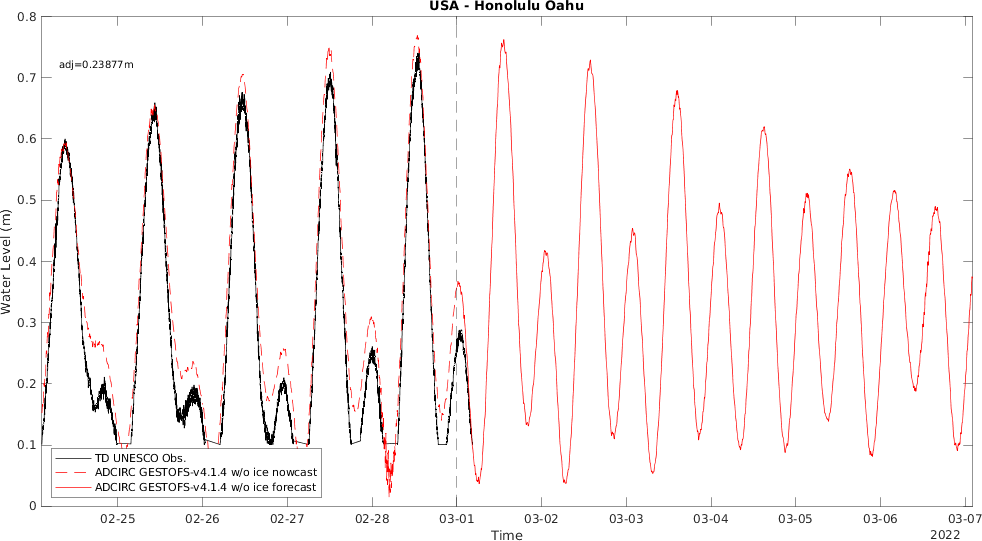 USA - Honolulu Oahu
adj=0.23877m
0.8
0.7
0.6
0.5
0.4
0.3
0.2
0.1
0
Water Level (m)
TD UNESCO Obs.
ADCIRC GESTOFS-v4.1.4 w/o ice nowcast
ADCIRC GESTOFS-v4.1.4 w/o ice forecast
02-25 02-26 02-27 02-28 03-01 03-02 03-03 03-04 03-05 03-06 03-07
Time
2022